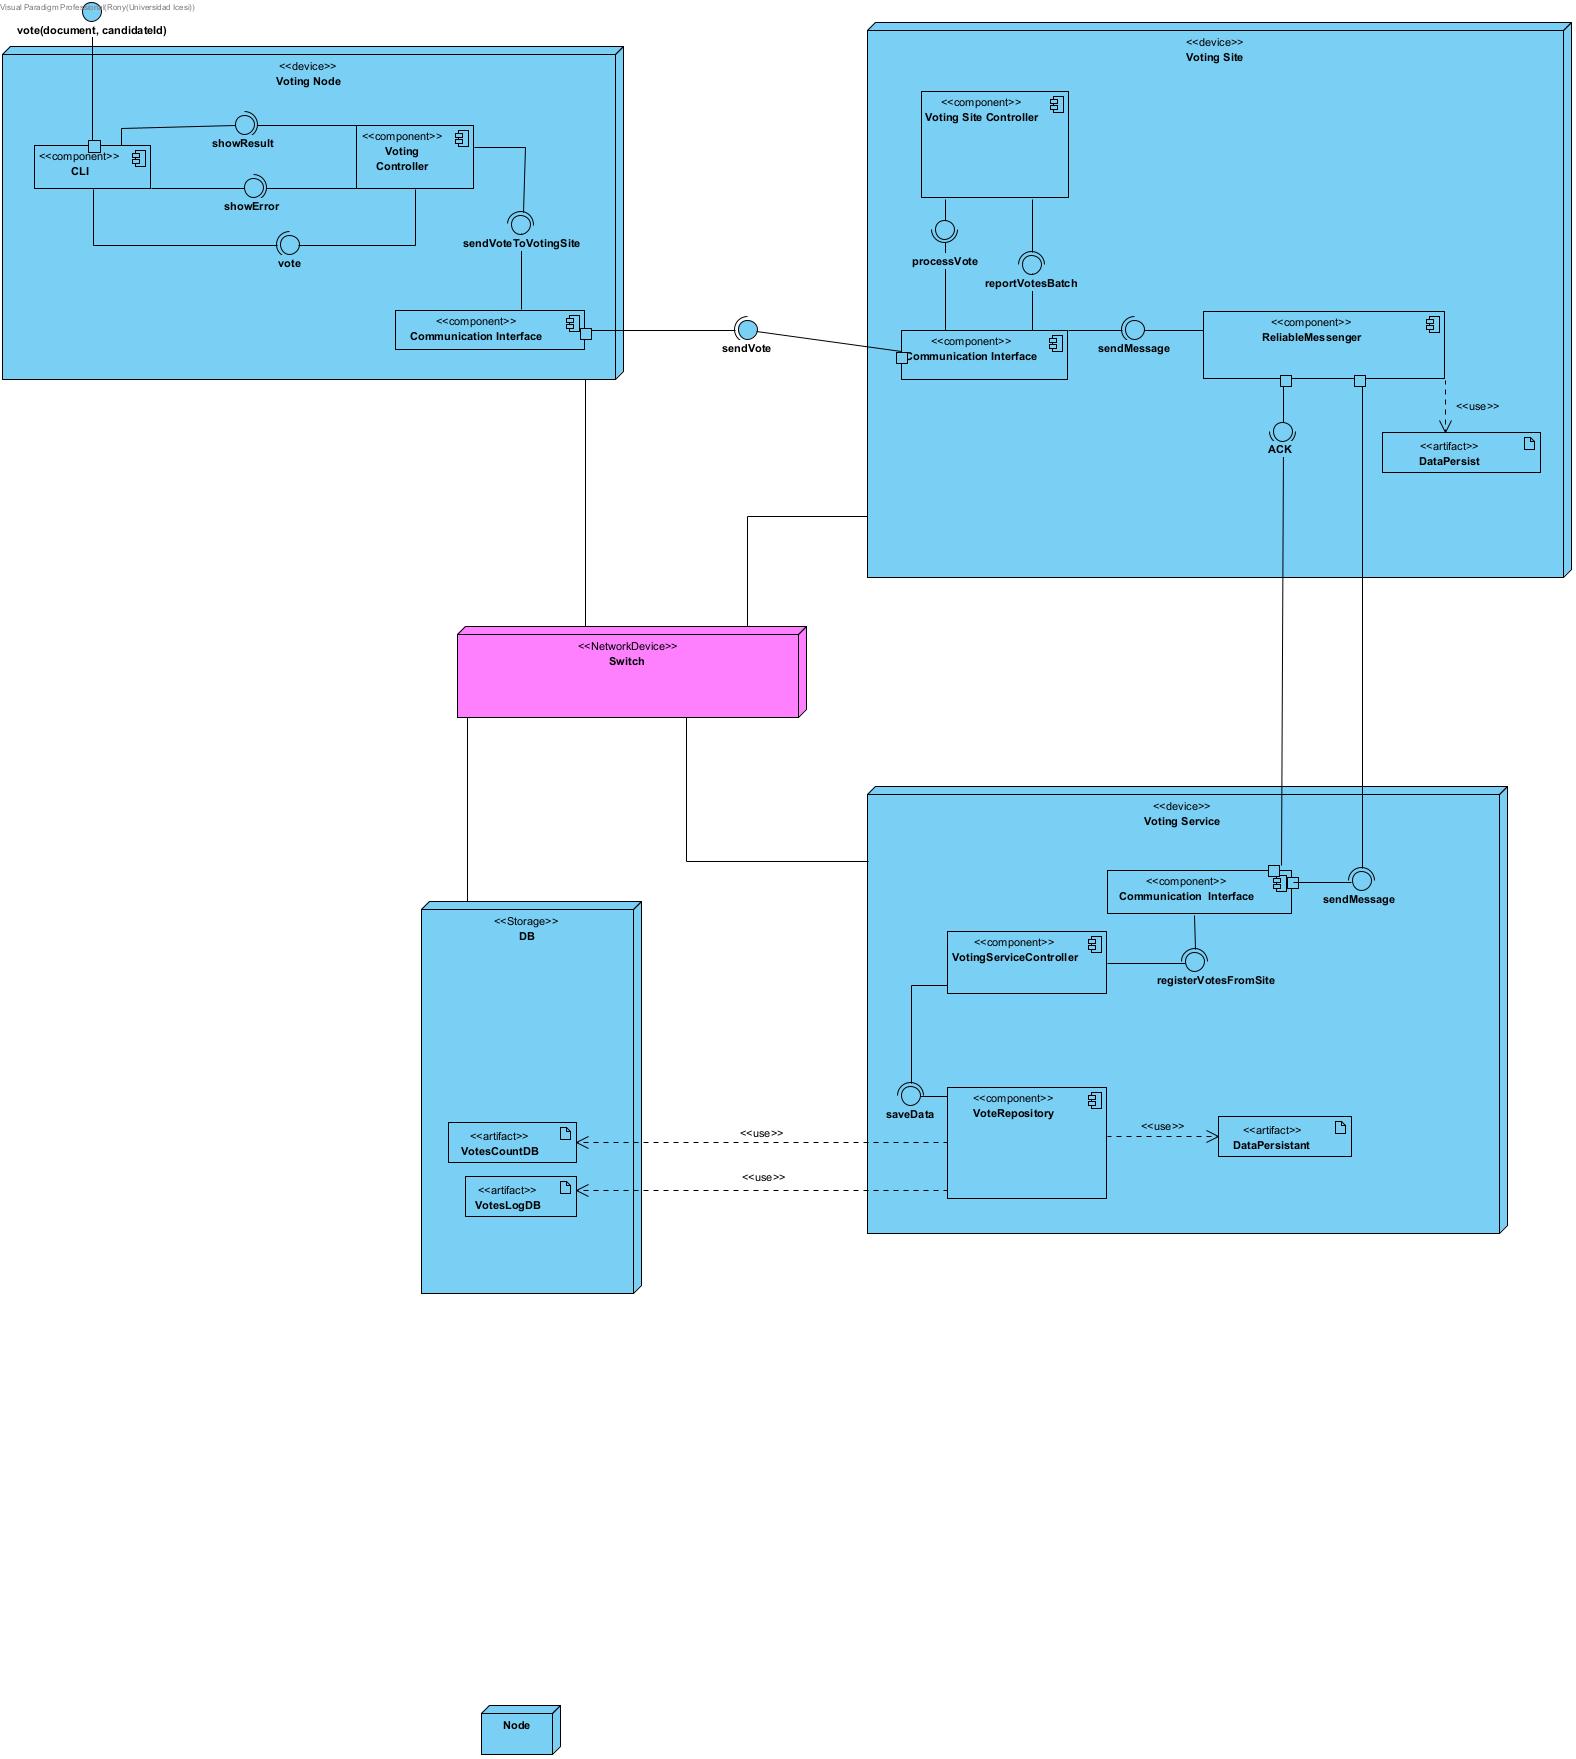 Visual Paradigm Professional(Rony(Universidad Icesi))
vote(document, candidateId)
<<device>>
Voting Node
<<component>>
CLI
showResult
showError
vote
<<component>>
Voting
Controller
sendVoteToVotingSite
<<component>>
Communication Interface
sendVote
<<device>>
Voting Site
<<component>>
Voting Site Controller
processVote
reportVotesBatch
<<component>>
Communication Interface
sendMessage
<<component>>
ReliableMessenger
<<use>>
ACK
<<artifact>>
DataPersist
<<NetworkDevice>>
Switch
<<device>>
Voting Service
<<component>>
Communication  Interface
sendMessage
<<component>>
VotingServiceController
registerVotesFromSite
saveData
<<component>>
VoteRepository
<<use>>
<<artifact>>
DataPersistant
<<use>>
<<use>>
<<Storage>>
DB
<<artifact>>
VotesCountDB
<<artifact>>
VotesLogDB
Node